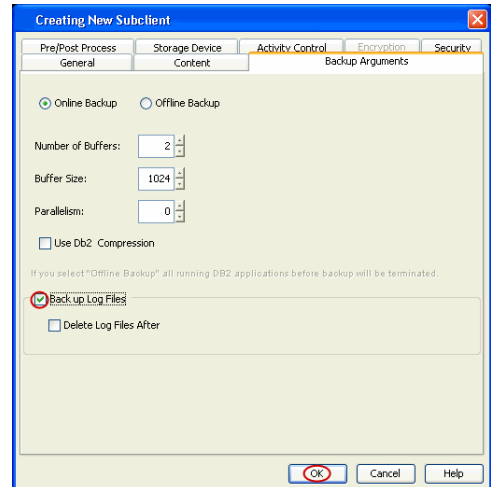 Creating New Subclient
Pre/Post Process Storage Device Activity Control Encryption Security
General Content Backup Arguments
Online Backup Offline Backup
Number of Buffers: 2
Buffer Size: 1024
Parallelism: 0
Use Db2 Compression
If you select "Offline Backup" all running DB2 applications before backup will be terminated.
Back up Log Files
Delete Log Files After
OK Cancel Help